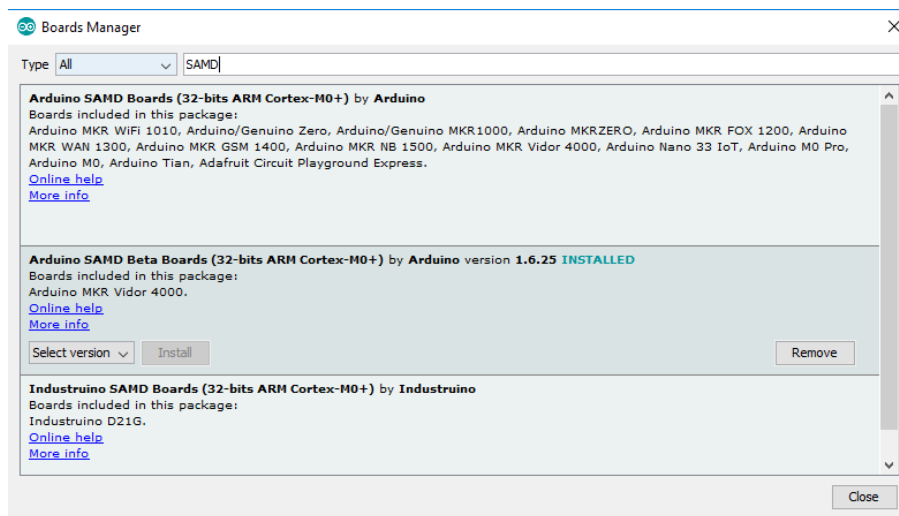 Boards Manager
Type All SAMD
Arduino SAMD Boards (32-bits ARM Cortex-M0+) by Arduino
Boards included in this package:
Arduino MKR WiFi 1010, Arduino/Genuino Zero, Arduino/Genuino MKR1000, Arduino MKRZERO, Arduino MKR FOX 1200, Arduino
MKR WAN 1300, Arduino MKR GSM 1400, Arduino MKR NB 1500, Arduino MKR Vidor 4000, Arduino Nano 33 IoT, Arduino M0 Pro,
Arduino M0, Arduino Tian, Adafruit Circuit Playground Express.
Online help
More info
Arduino SAMD Beta Boards (32-bits ARM Cortex-M0+) by Arduino version 1.6.25 INSTALLED
Boards included in this package:
Arduino MKR Vidor 4000.
Online help
More info
Select version Install Remove
Industruino SAMD Boards (32-bits ARM Cortex-M0+) by Industruino
Boards included in this package:
Industruino D21G.
Online help
More info
Close